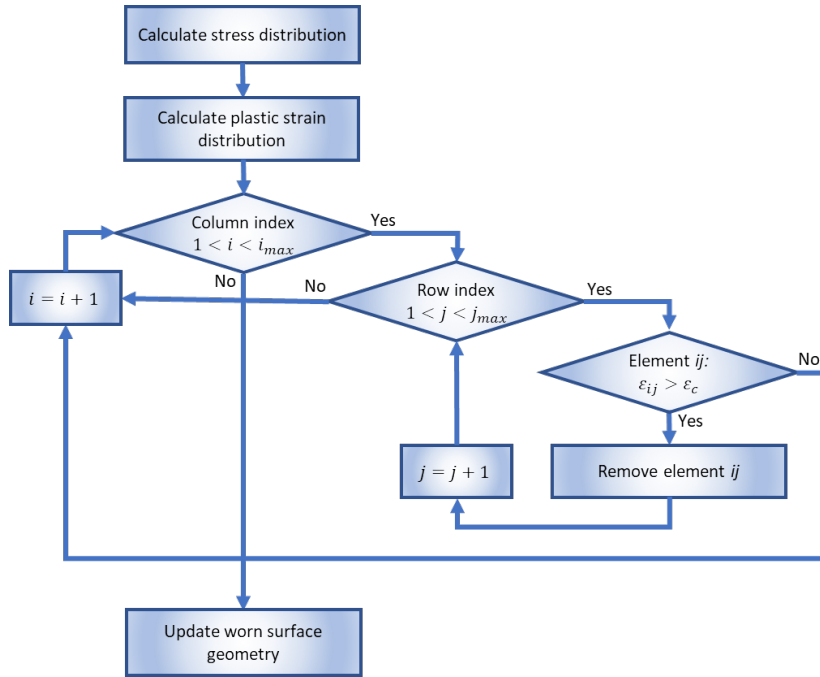 Calculate stress distribution
Calculate plastic strain
distribution
Column index
1 < i < i_max
Yes
No
i = i + 1
No
Row index
1 < j < j_max
Yes
Element ij:
ε_ij > ε_c
No
Yes
j = j + 1
Remove element ij
Update worn surface
geometry